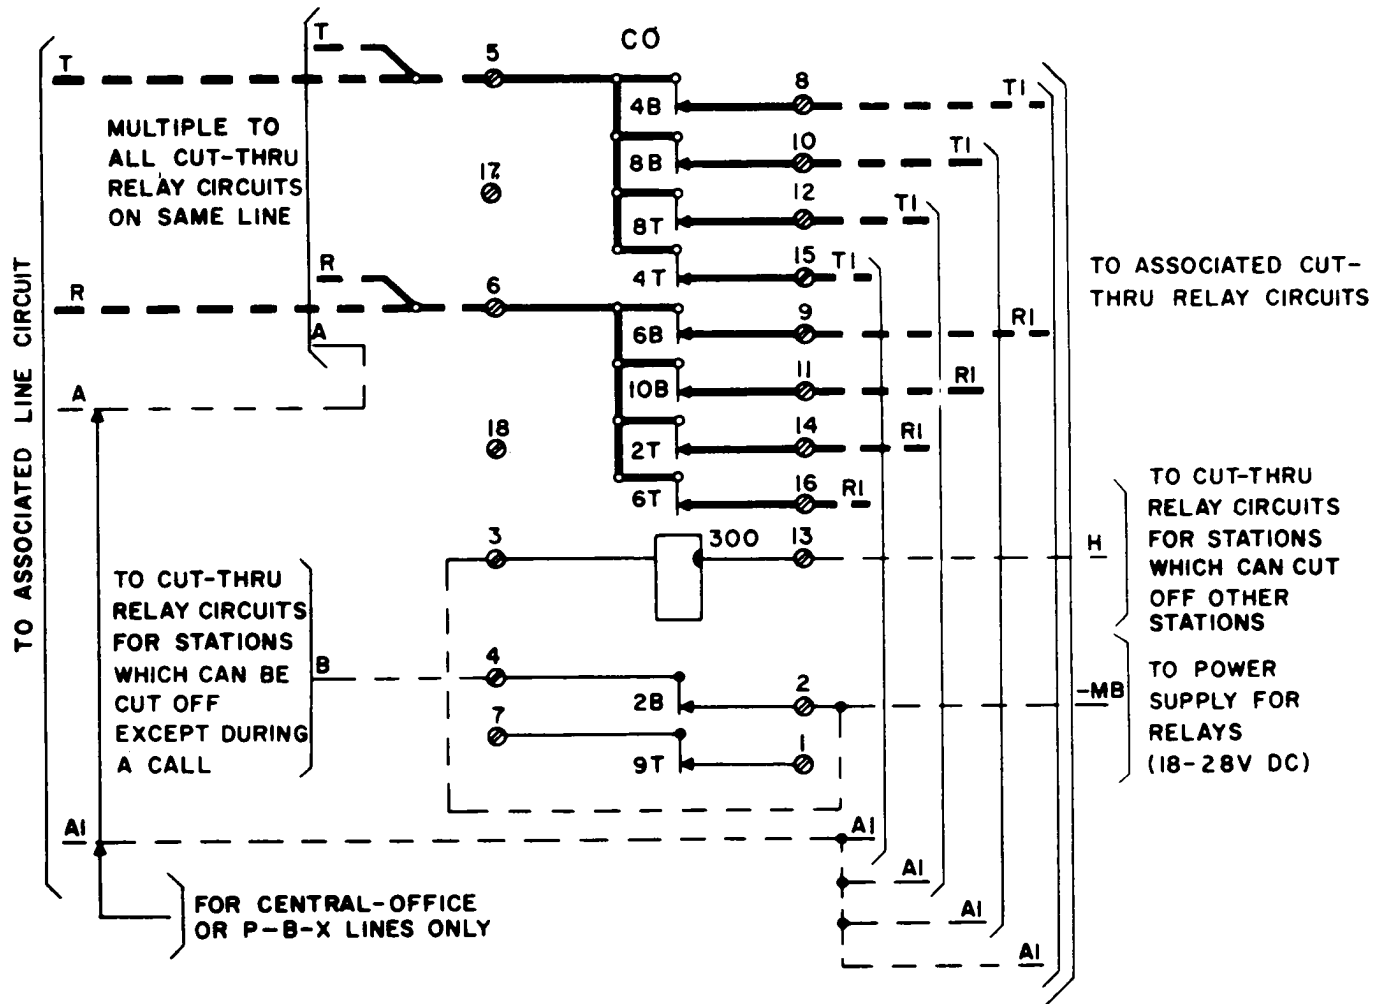 TO ASSOCIATED LINE CIRCUIT
T
T
5
CO
4B
8
T1
MULTIPLE TO
ALL CUT-THRU
RELAY CIRCUITS
ON SAME LINE
17
8B
10
T1
8T
12
T1
4T
15
T1
R
R
6
6B
9
R1
TO ASSOCIATED CUT-
THRU RELAY CIRCUITS
A
A
10B
11
R1
18
2T
14
R1
6T
16
R1
3
300
13
H
TO CUT-THRU
RELAY CIRCUITS
FOR STATIONS
WHICH CAN CUT
OFF OTHER
STATIONS
TO CUT-THRU
RELAY CIRCUITS
FOR STATIONS
WHICH CAN BE
CUT OFF
EXCEPT DURING
A CALL
B
4
2B
2
-MB
TO POWER
SUPPLY FOR
RELAYS
(18-28V DC)
7
9T
1
A1
A1
A1
A1
A1
FOR CENTRAL-OFFICE
OR P-B-X LINES ONLY